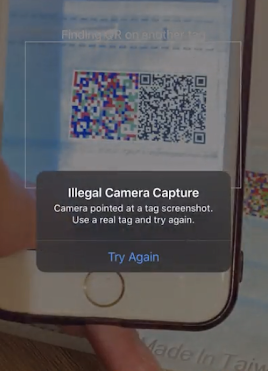 Finding QR on another tag
Illegal Camera Capture
Camera pointed at a tag screenshot.
Use a real tag and try again.
Try Again
Made In Taiw